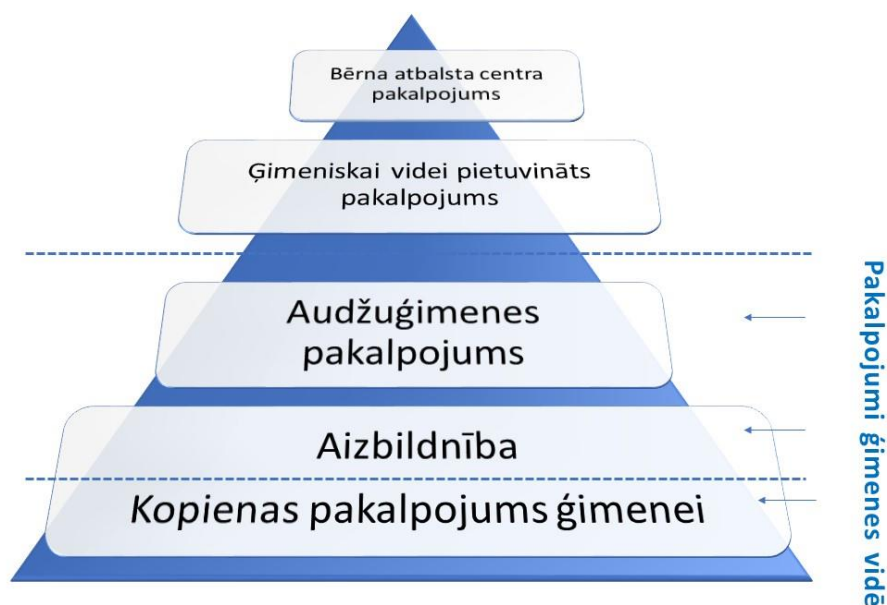 Bērna atbalsta centra
pakalpojums
Ģimeniskai videi pietuvināts
pakalpojums
Audžuģimenes
pakalpojums
Aizbildnība
Kopienas pakalpojums ģimenei
Pakalpojumi ģimenes vidē